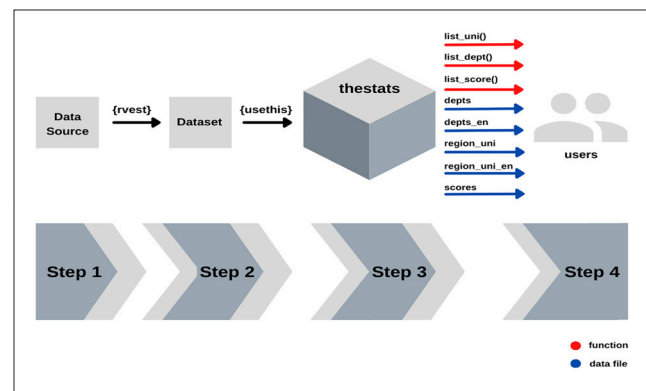 list_uni()
list_dept()
list_score()
thestats
depts
{rvest}
{usethis}
Data
Source
Dataset
depts_en
region_uni
users
region_uni_en
scores
Step 1
Step 2
Step 3
Step 4
function
data file